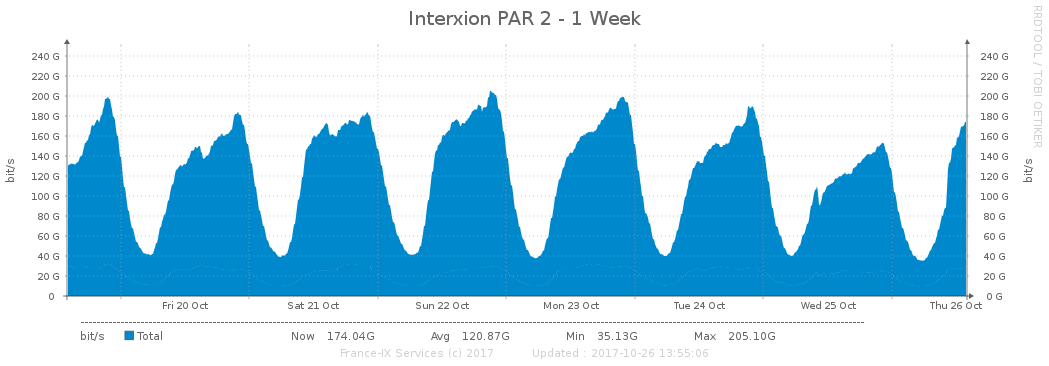 Interxion PAR 2 - 1 Week
RRDTOOL / TOBI OETIKER
bit/s
240 G 240 G
220 G 220 G
200 G 200 G
180 G 180 G
160 G 160 G
140 G 140 G
120 G 120 G
100 G 100 G
80 G 80 G
60 G 60 G
40 G 40 G
20 G 20 G
0 0 G
bit/s
Fri 20 Oct Sat 21 Oct Sun 22 Oct Mon 23 Oct Tue 24 Oct Wed 25 Oct Thu 26 Oct
bit/s Total Now 174.04G Avg 120.87G Min 35.13G Max 205.10G
France-IX Services (c) 2017 Updated : 2017-10-26 13:55:06